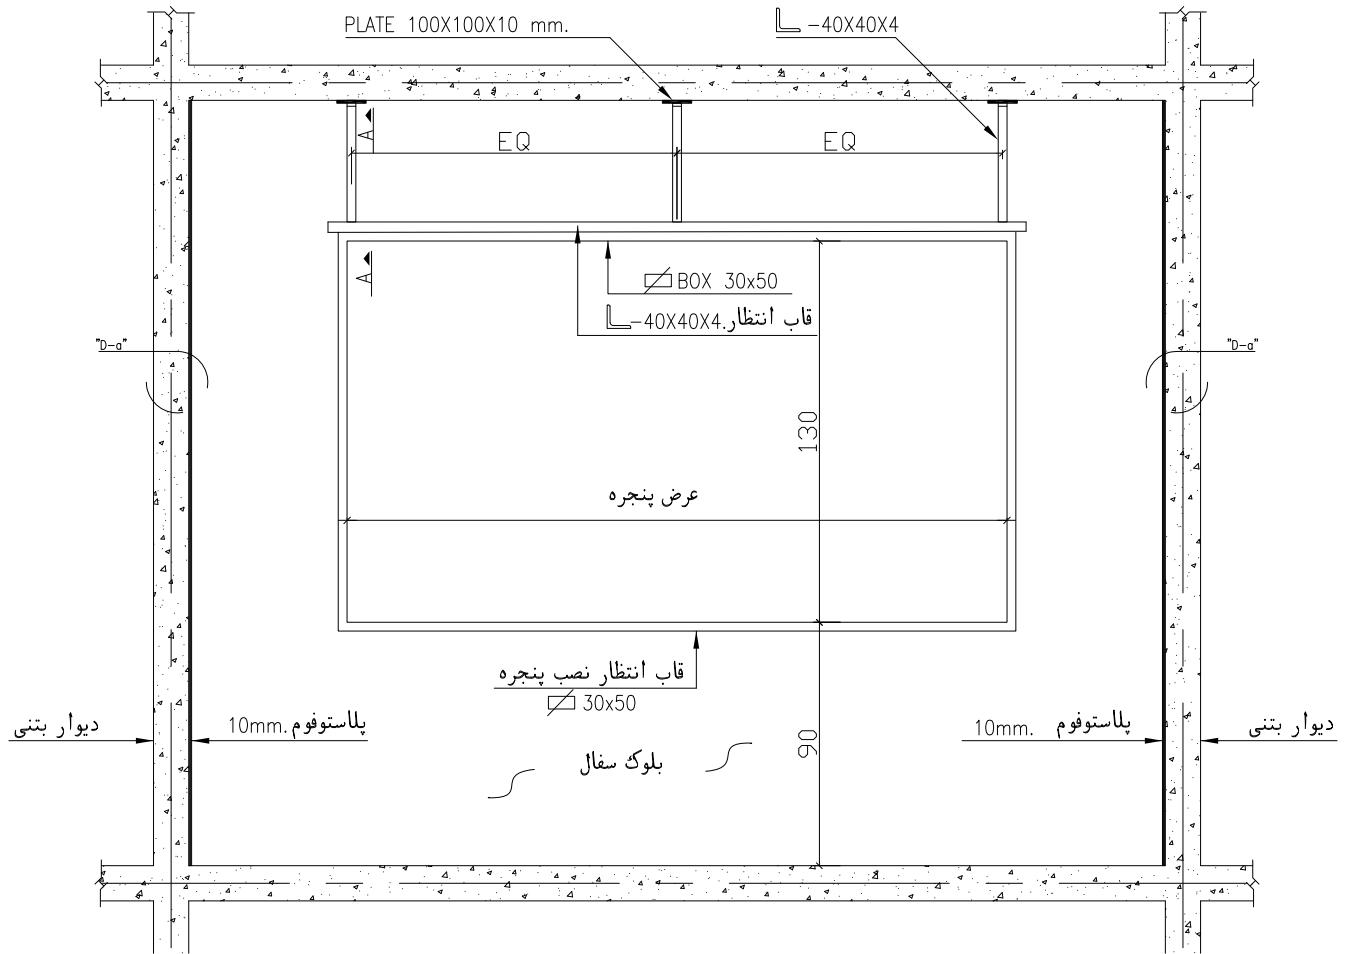 PLATE 100X100X10 mm.
-40X40X4
A
EQ
EQ
A
BOX 30x50
-40X40X4.قاب انتظار
"D-a"
"D-a"
130
عرض پنجره
قاب انتظار نصب پنجره
30x50
دیوار بتنی
10mm.پلاستوفوم
90
10mm. پلاستوفوم
دیوار بتنی
بلوک سفال